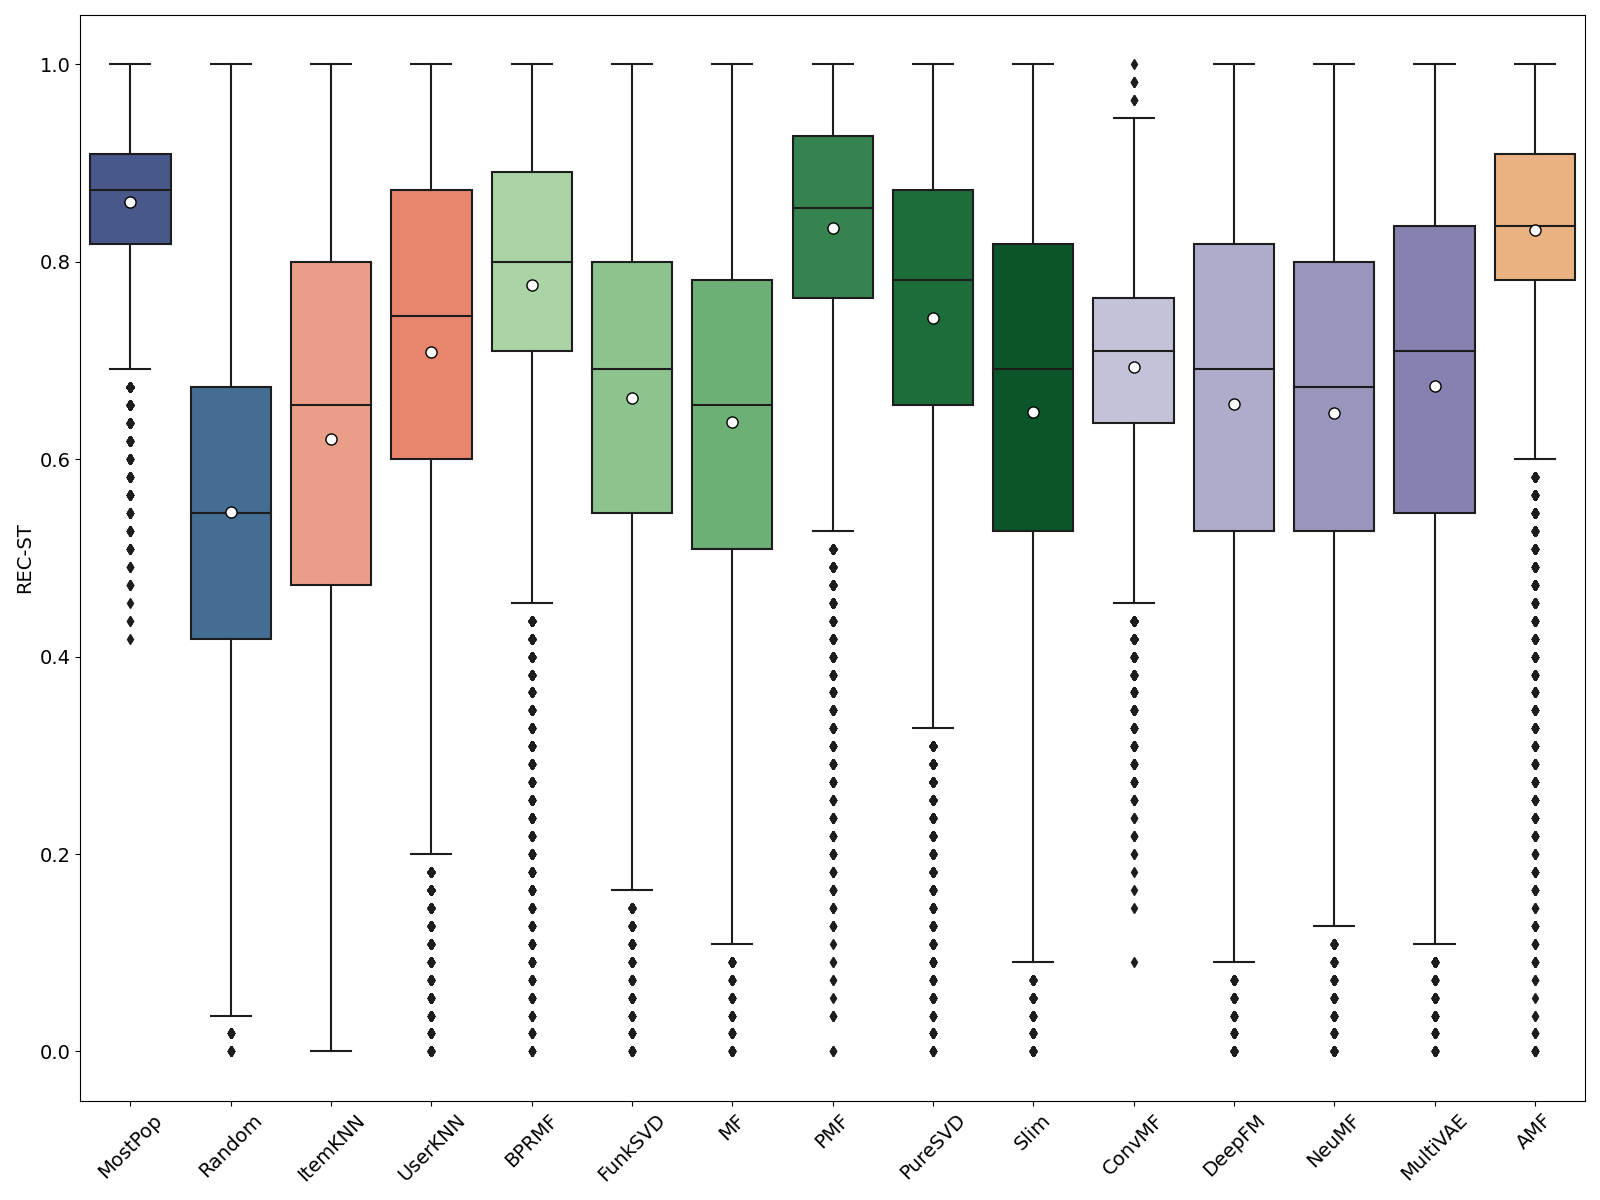 REC-ST
1.0
0.8
0.6
0.4
0.2
0.0
MostPop
Random
ItemKNN
UserKNN
BPRMF
FunkSVD
MF
PMF
PureSVD
Slim
ConvMF
DeepFM
NeuMF
MultiVAE
AMF